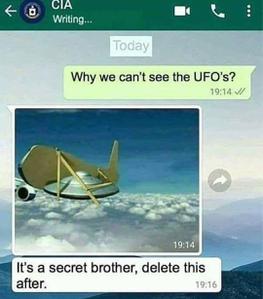 CIA
Writing...
Today
Why we can't see the UFO's?
19:14
19:14
It's a secret brother, delete this
after.
19:16